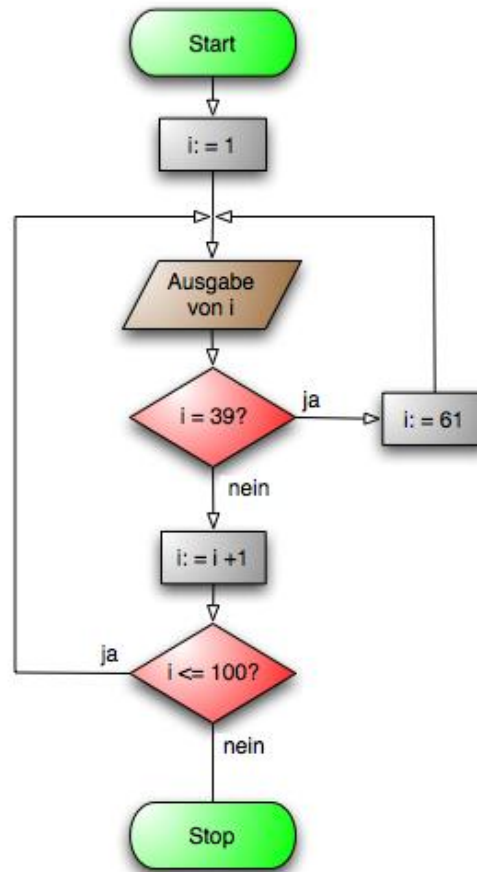 Start
i: = 1
Ausgabe
von i
i = 39?
ja
i: = 61
nein
i: = i +1
i <= 100?
ja
nein
Stop